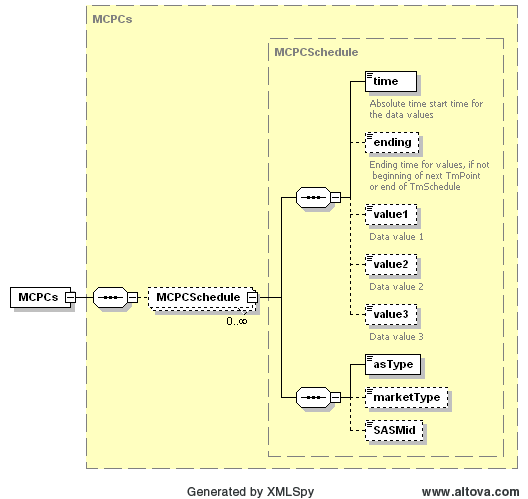 MCPCs
MCPCSchedule
time
Absolute time start time for
the data values
ending
Ending time for values, if not
beginning of next TmPoint
or end of TmSchedule
value1
Data value 1
value2
Data value 2
MCPCs
MCPCSchedule
0..∞
value3
Data value 3
asType
marketType
SASMid
Generated by XMLSpy
www.altova.com